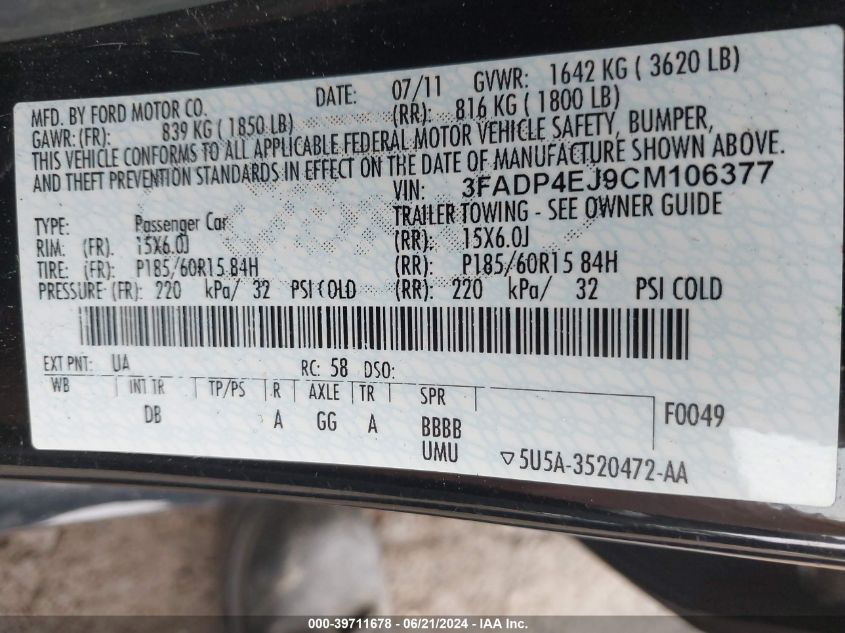 MFD. BY FORD MOTOR CO. DATE: 07/11 GVWR: 1642 KG ( 3620 LB)
GAWR: (FR): 839 KG ( 1850 LB) (RR): 816 KG ( 1800 LB)
THIS VEHICLE CONFORMS TO ALL APPLICABLE FEDERAL MOTOR VEHICLE SAFETY, BUMPER,
AND THEFT PREVENTION STANDARDS IN EFFECT ON THE DATE OF MANUFACTURE SHOWN ABOVE.
VIN: 3FADP4EJ9CM106377
TYPE: Passenger Car TRAILER TOWING - SEE OWNER GUIDE
RIM: (FR). 15X6.0J (RR): 15X6.0J
TIRE: (FR): P185/60R15 84H (RR): P185/60R15 84H
PRESSURE (FR): 220 kPa/ 32 PSI COLD (RR): 220 kPa/ 32 PSI COLD
EXT PNT: UA RC: 58 DSO:
WB INT TR TP/PS R AXLE TR SPR
DB A GG A BBBB F0049
UMU ▽5U5A-3520472-AA
000-39711678 - 06/21/2024 - IAA Inc.